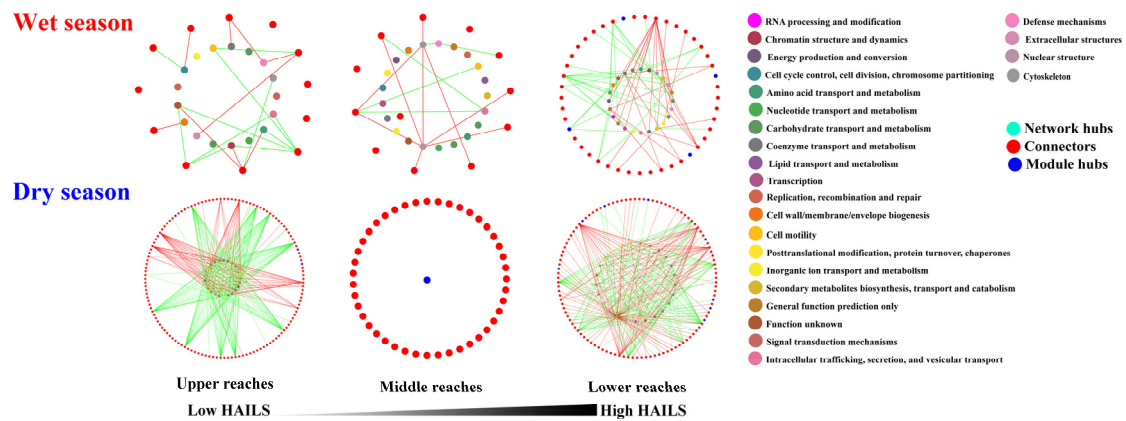 Wet season
Dry season
Upper reaches
Middle reaches
Lower reaches
Low HAILS
High HAILS
RNA processing and modification
Chromatin structure and dynamics
Energy production and conversion
Cell cycle control, cell division, chromosome partitioning
Amino acid transport and metabolism
Nucleotide transport and metabolism
Carbohydrate transport and metabolism
Coenzyme transport and metabolism
Lipid transport and metabolism
Transcription
Replication, recombination and repair
Cell wall/membrane/envelope biogenesis
Cell motility
Posttranslational modification, protein turnover, chaperones
Inorganic ion transport and metabolism
Secondary metabolites biosynthesis, transport and catabolism
General function prediction only
Function unknown
Signal transduction mechanisms
Intracellular trafficking, secretion, and vesicular transport
Defense mechanisms
Extracellular structures
Nuclear structure
Cytoskeleton
Network hubs
Connectors
Module hubs